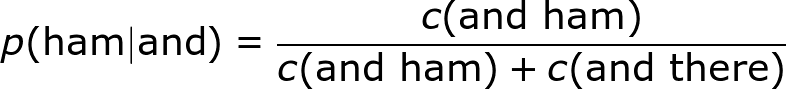 p(ham|and) = c(and ham) / c(and ham) + c(and there)